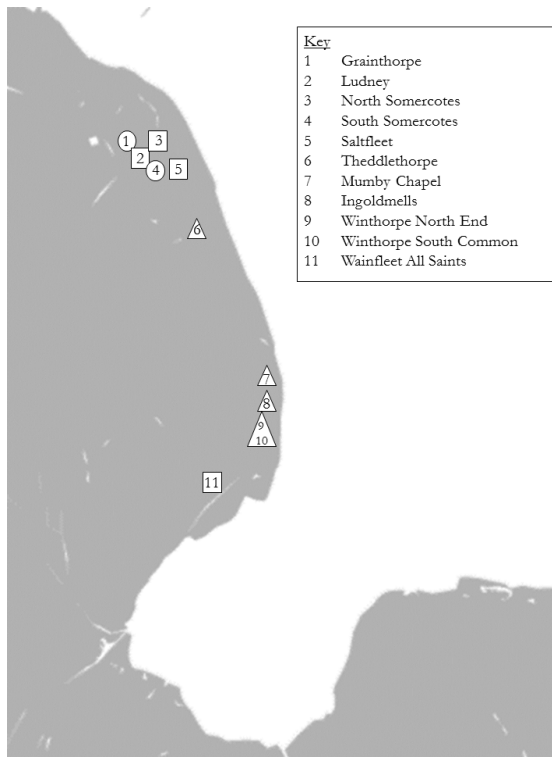 Key
1 Grainthorpe
2 Ludney
3 North Somercotes
4 South Somercotes
5 Saltfleet
6 Theddlethorpe
7 Mumby Chapel
8 Ingoldmells
9 Winthorpe North End
10 Winthorpe South Common
11 Wainfleet All Saints
1
3
2
4
5
6
7
8
9
10
11